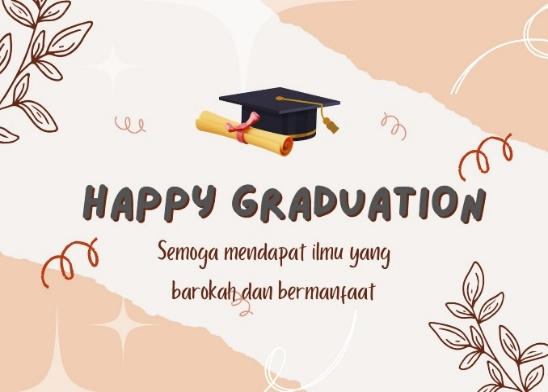 HAPPY GRADUATION
Semoga mendapat ilmu yang
barokah dan bermanfaat